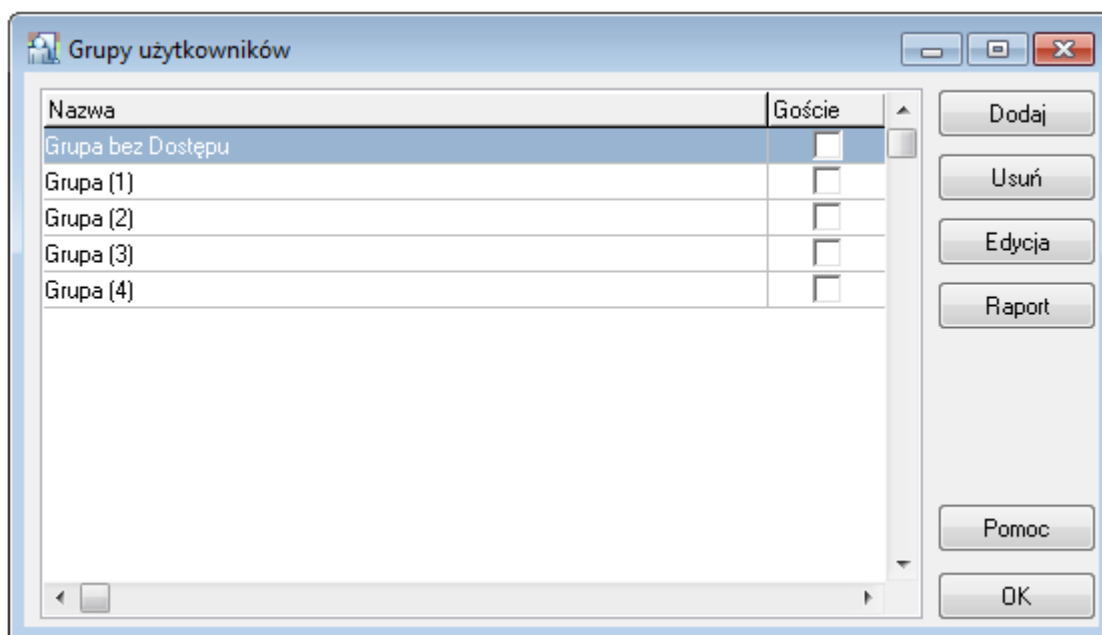 Grupy użytkowników
Nazwa Goście
Grupa bez Dostępu
Grupa (1)
Grupa (2)
Grupa (3)
Grupa (4)
Dodaj
Usuń
Edycja
Raport
Pomoc
OK